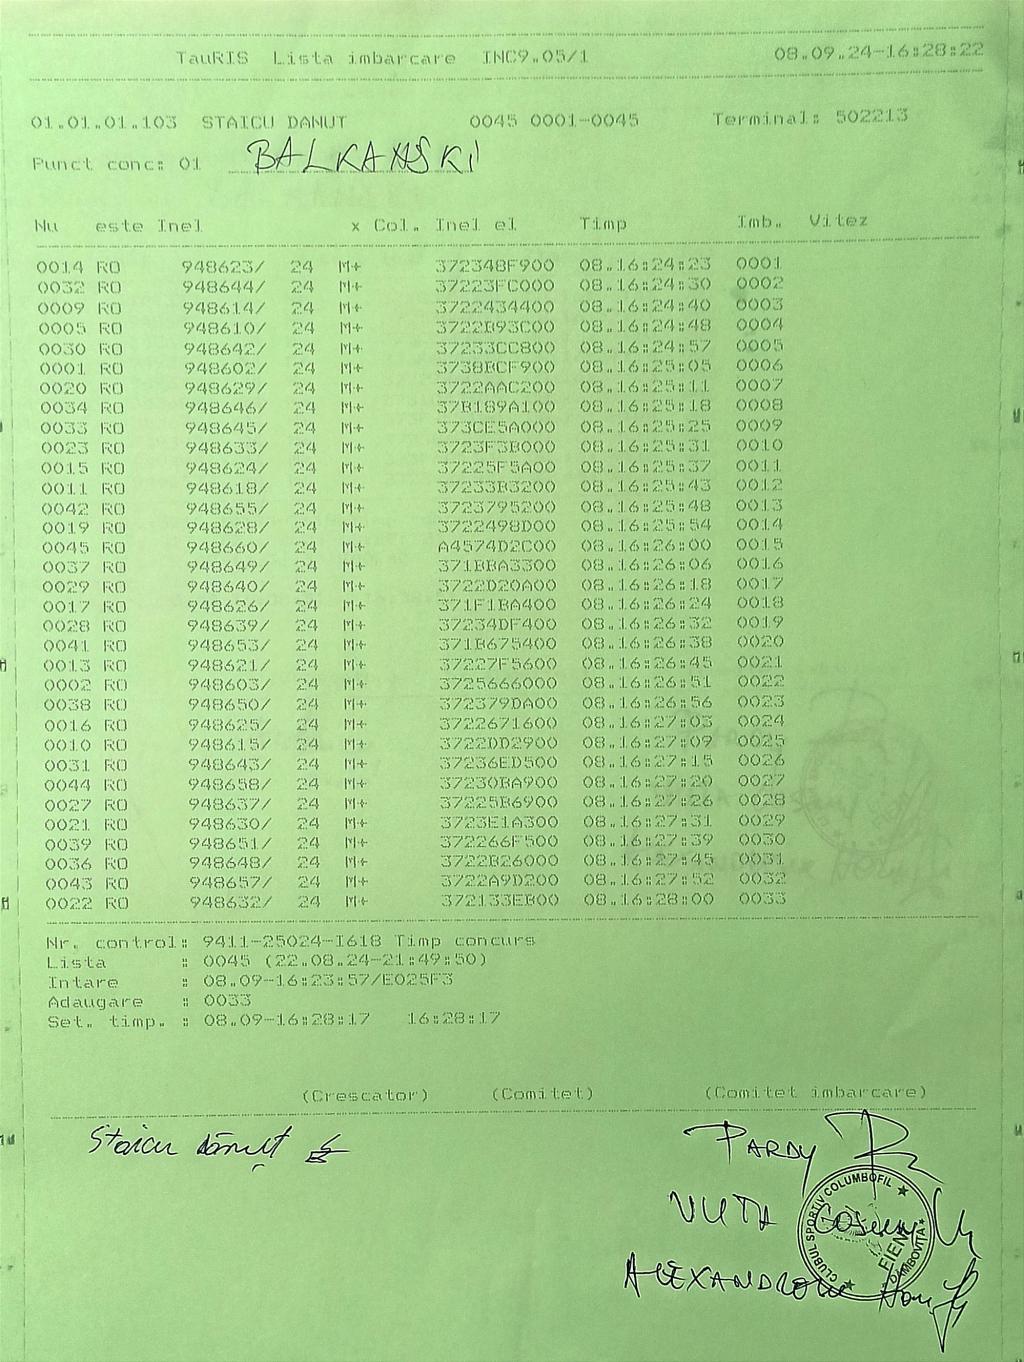 TauRIS Lista imbarcare INC9.05/1 08.09.24-16:28:22
01.01.01.103 STAICU DANUT 0045 0001-0045 Terminal: 502213
Punct conc: 01 BALKANSKI
Nu este Inel x Col. Inel el Timp Imb. Vitez
0014 RO 948623/ 24 M+ 372348F900 08.16:24:23 0001
0032 RO 948644/ 24 M+ 37223FC000 08.16:24:30 0002
0009 RO 948614/ 24 M+ 3722434400 08.16:24:40 0003
0005 RO 948610/ 24 M+ 3722B93C00 08.16:24:48 0004
0030 RO 948642/ 24 M+ 37233CC800 08.16:24:57 0005
0001 RO 948602/ 24 M+ 3738BCF900 08.16:25:05 0006
0020 RO 948629/ 24 M+ 3722AAC200 08.16:25:11 0007
0034 RO 948646/ 24 M+ 37B189A100 08.16:25:18 0008
0033 RO 948645/ 24 M+ 373CE5A000 08.16:25:25 0009
0023 RO 948633/ 24 M+ 3723F3B000 08.16:25:31 0010
0015 RO 948624/ 24 M+ 37225F5A00 08.16:25:37 0011
0011 RO 948618/ 24 M+ 37233B3200 08.16:25:43 0012
0042 RO 948655/ 24 M+ 3723795200 08.16:25:48 0013
0019 RO 948628/ 24 M+ 3722498D00 08.16:25:54 0014
0045 RO 948660/ 24 M+ A4574D2C00 08.16:26:00 0015
0037 RO 948649/ 24 M+ 371BBA3300 08.16:26:06 0016
0029 RO 948640/ 24 M+ 3722D20A00 08.16:26:18 0017
0017 RO 948626/ 24 M+ 371F1BA400 08.16:26:24 0018
0028 RO 948639/ 24 M+ 37234DF400 08.16:26:32 0019
0041 RO 948653/ 24 M+ 371B675400 08.16:26:38 0020
0013 RO 948621/ 24 M+ 37227F5600 08.16:26:45 0021
0002 RO 948603/ 24 M+ 3725666000 08.16:26:51 0022
0038 RO 948650/ 24 M+ 372379DA00 08.16:26:56 0023
0016 RO 948625/ 24 M+ 3722671600 08.16:27:03 0024
0010 RO 948615/ 24 M+ 3722DD2900 08.16:27:09 0025
0031 RO 948643/ 24 M+ 37236ED500 08.16:27:15 0026
0044 RO 948658/ 24 M+ 37230BA900 08.16:27:20 0027
0027 RO 948637/ 24 M+ 37225B6900 08.16:27:26 0028
0021 RO 948630/ 24 M+ 3723E1A300 08.16:27:31 0029
0039 RO 948651/ 24 M+ 372266F500 08.16:27:39 0030
0036 RO 948648/ 24 M+ 3722B26000 08.16:27:45 0031
0043 RO 948657/ 24 M+ 3722A9D200 08.16:27:52 0032
0022 RO 948632/ 24 M+ 372133EB00 08.16:28:00 0033
Nr. control: 9411-25024-I618 Timp concurs
Lista : 0045 (22.08.24-21:49:50)
Intare : 08.09-16:23:57/E025F3
Adaugare : 0033
Set. timp. : 08.09-16:28:17 16:28:17
(Crescator) (Comitet) (Comitet imbarcare)
Staicu Dănuț
PARDY
CLUBUL SPORTIV COLUMBOFIL
VUTA
FIENI